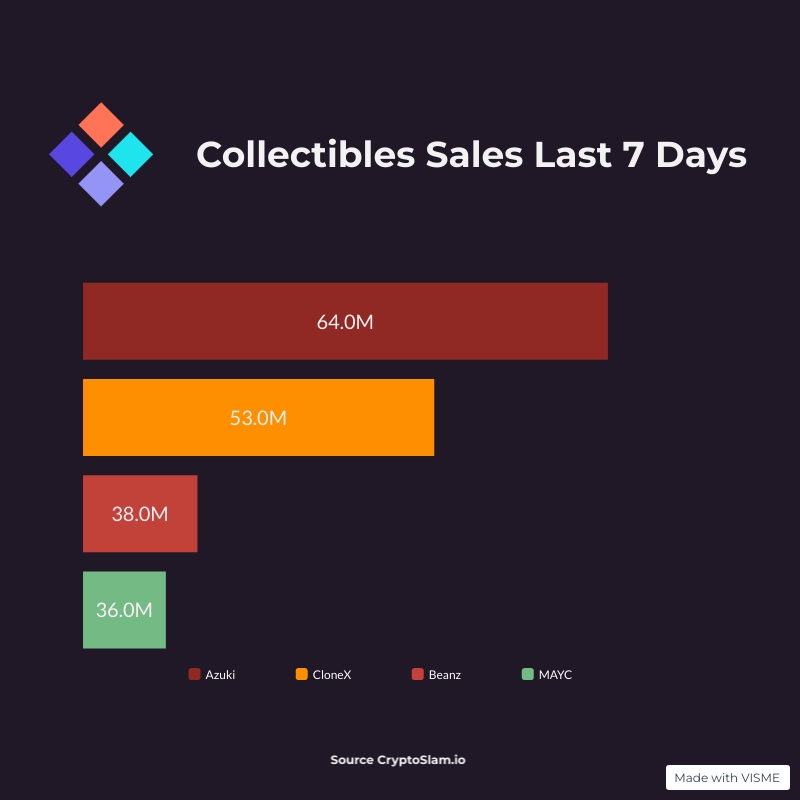 Collectibles Sales Last 7 Days
64.0M
53.0M
38.0M
36.0M
Azuki CloneX Beanz MAYC
Source CryptoSlam.io
Made with VISME